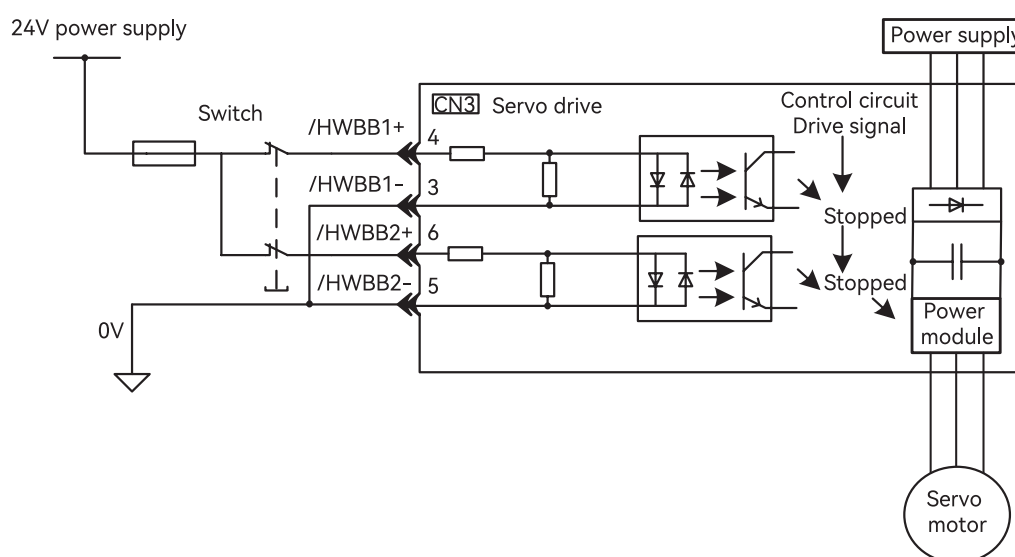 24V power supply
Power supply
Switch
CN3 Servo drive
Control circuit
Drive signal
/HWBB1+
4
/HWBB1-
3
Stopped
/HWBB2+
6
/HWBB2-
5
Stopped
0V
Power
module
Servo
motor